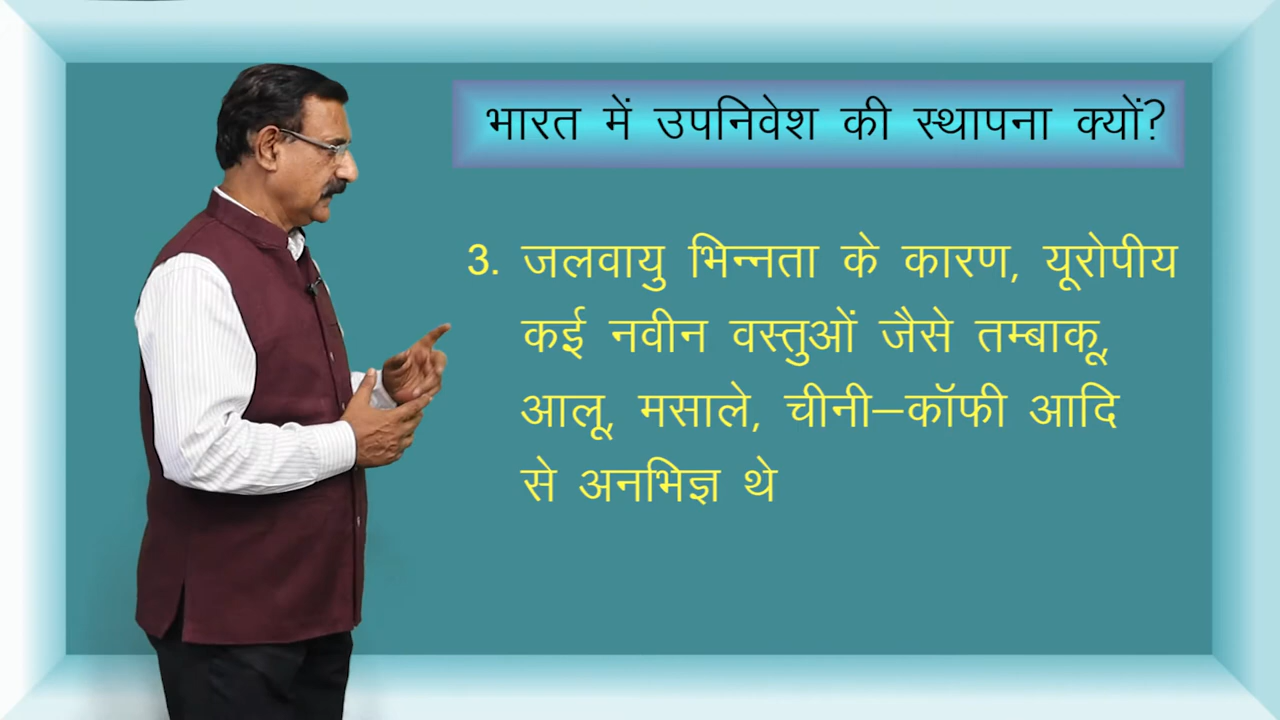 भारत में उपनिवेश की स्थापना क्यों?
3. जलवायु भिन्नता के कारण, यूरोपीय
कई नवीन वस्तुओं जैसे तम्बाकू,
आलू, मसाले, चीनी–कॉफी आदि
से अनभिज्ञ थे